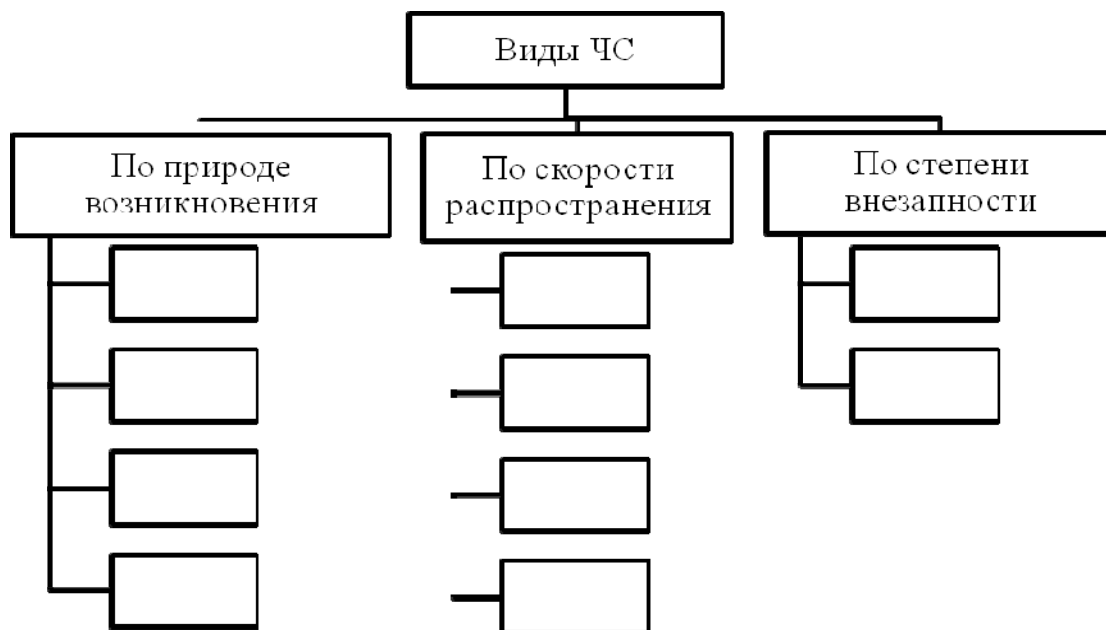 Виды ЧС
По природе
возникновения
По скорости
распространения
По степени
внезапности